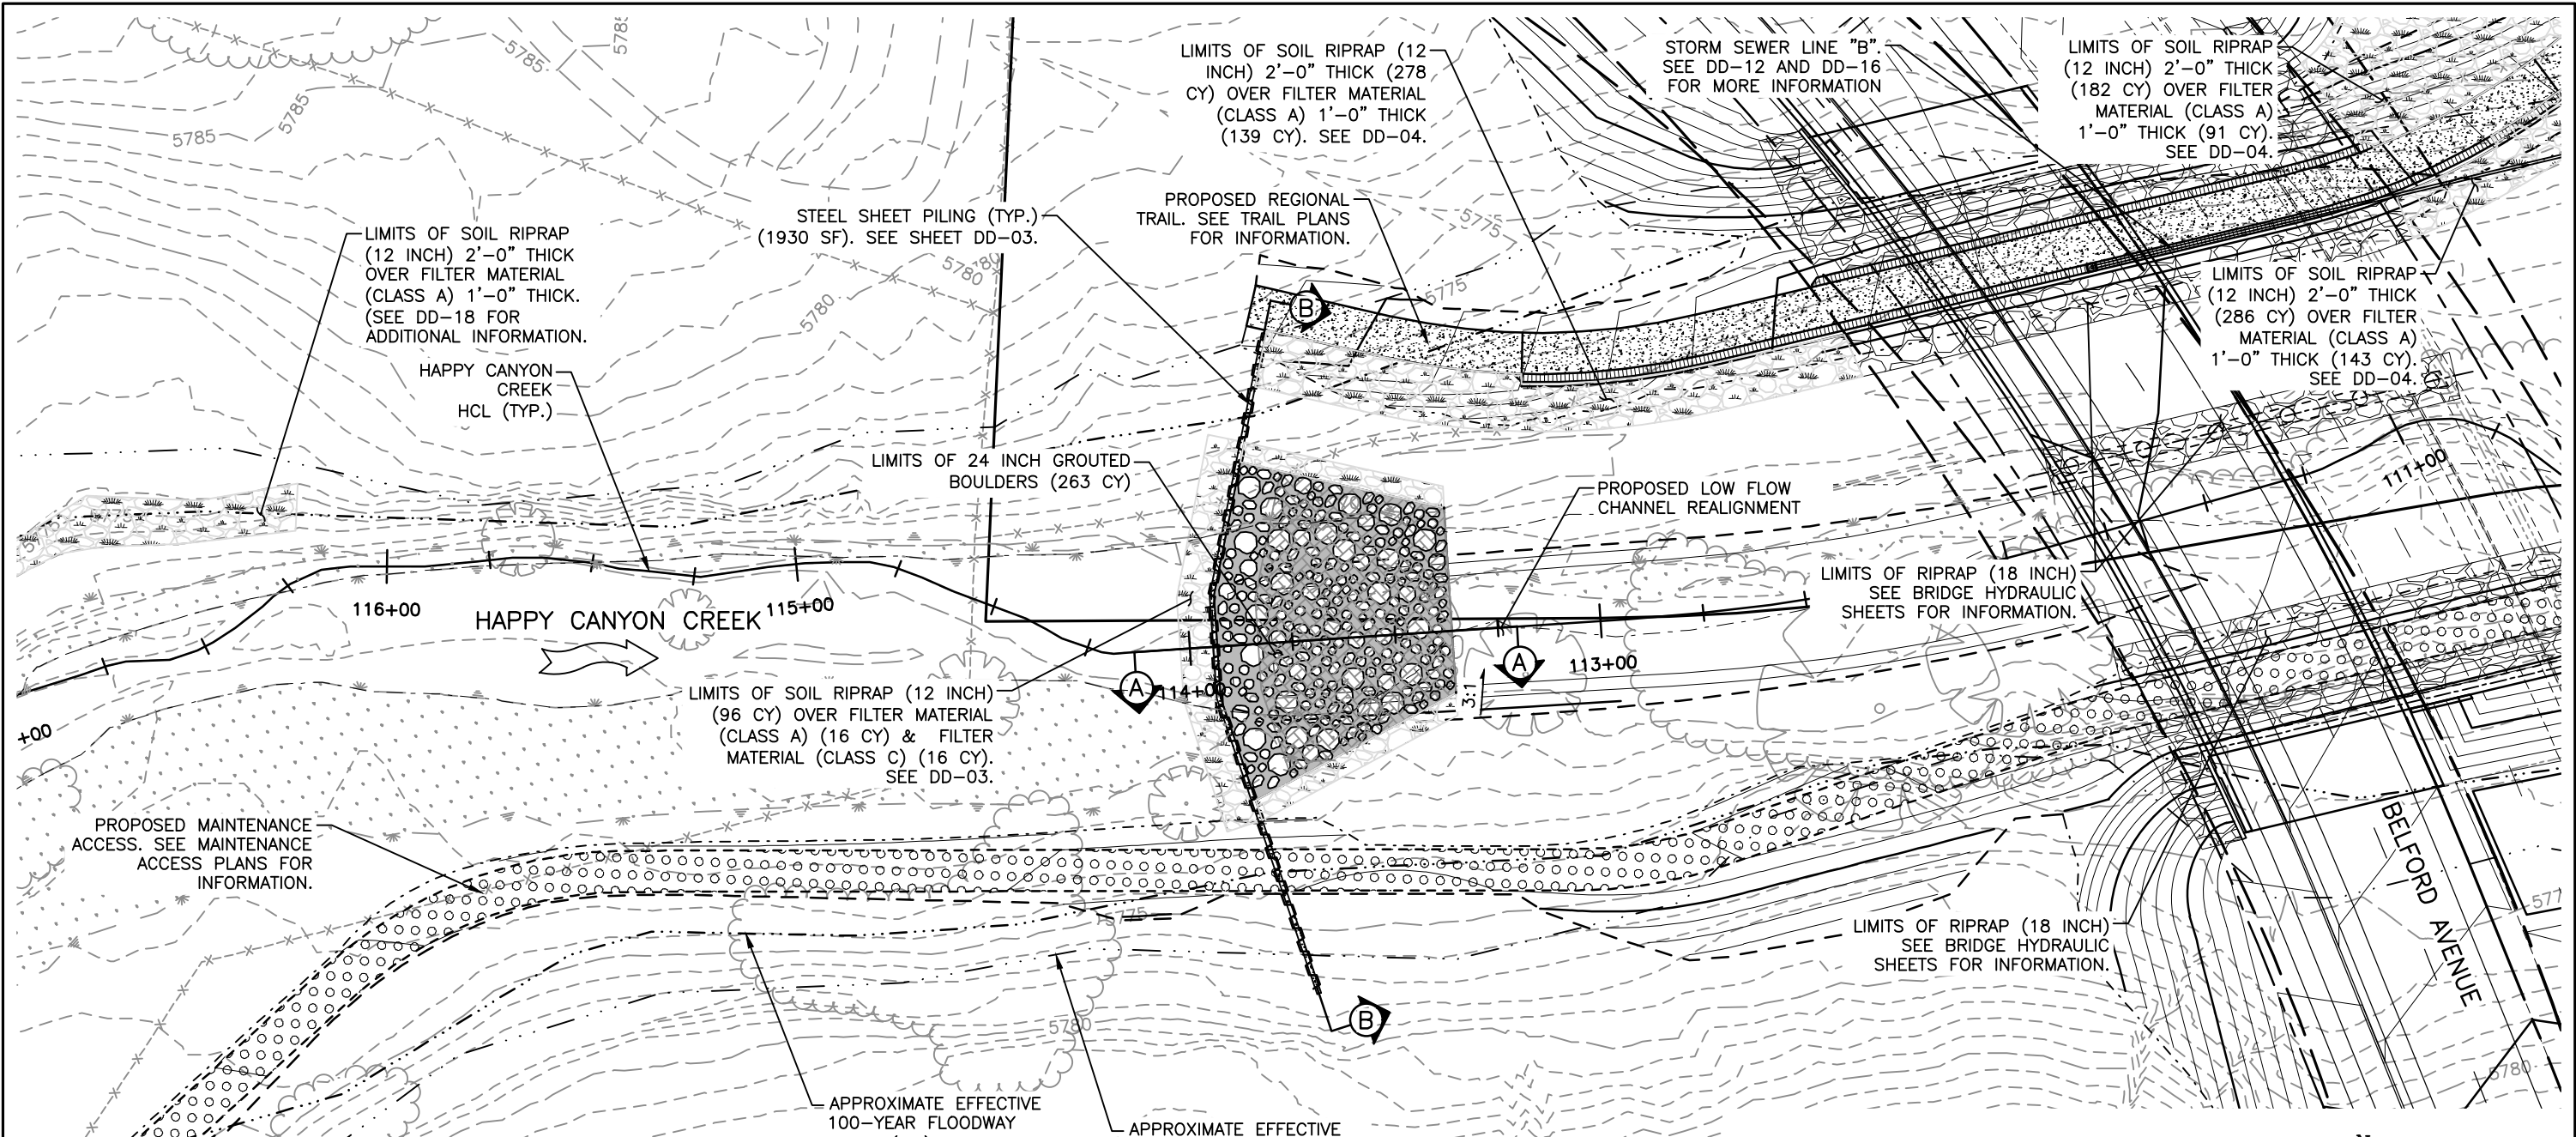 5785
5785
5785
5785
LIMITS OF SOIL RIPRAP (12
INCH) 2'-0" THICK (278
CY) OVER FILTER MATERIAL
(CLASS A) 1'-0" THICK
(139 CY). SEE DD-04.
STORM SEWER LINE "B".
SEE DD-12 AND DD-16
FOR MORE INFORMATION
LIMITS OF SOIL RIPRAP
(12 INCH) 2'-0" THICK
(182 CY) OVER FILTER
MATERIAL (CLASS A)
1'-0" THICK (91 CY).
SEE DD-04.
STEEL SHEET PILING (TYP.)
(1930 SF). SEE SHEET DD-03.
PROPOSED REGIONAL
TRAIL. SEE TRAIL PLANS
FOR INFORMATION.
5775
LIMITS OF SOIL RIPRAP
(12 INCH) 2'-0" THICK
OVER FILTER MATERIAL
(CLASS A) 1'-0" THICK.
(SEE DD-18 FOR
ADDITIONAL INFORMATION.
5780
5780
5780
5775
B
LIMITS OF SOIL RIPRAP
(12 INCH) 2'-0" THICK
(286 CY) OVER FILTER
MATERIAL (CLASS A)
1'-0" THICK (143 CY).
SEE DD-04.
HAPPY CANYON
CREEK
HCL (TYP.)
LIMITS OF 24 INCH GROUTED
BOULDERS (263 CY)
PROPOSED LOW FLOW
CHANNEL REALIGNMENT
111+00
LIMITS OF RIPRAP (18 INCH)
SEE BRIDGE HYDRAULIC
SHEETS FOR INFORMATION.
116+00
HAPPY CANYON CREEK
115+00
A
114+00
A
113+00
3:1
LIMITS OF SOIL RIPRAP (12 INCH)
(96 CY) OVER FILTER MATERIAL
(CLASS A) (16 CY) & FILTER
MATERIAL (CLASS C) (16 CY).
SEE DD-03.
+00
PROPOSED MAINTENANCE
ACCESS. SEE MAINTENANCE
ACCESS PLANS FOR
INFORMATION.
5775
BELFORD AVENUE
577
LIMITS OF RIPRAP (18 INCH)
SEE BRIDGE HYDRAULIC
SHEETS FOR INFORMATION.
5780
B
5780
APPROXIMATE EFFECTIVE
100-YEAR FLOODWAY
APPROXIMATE EFFECTIVE